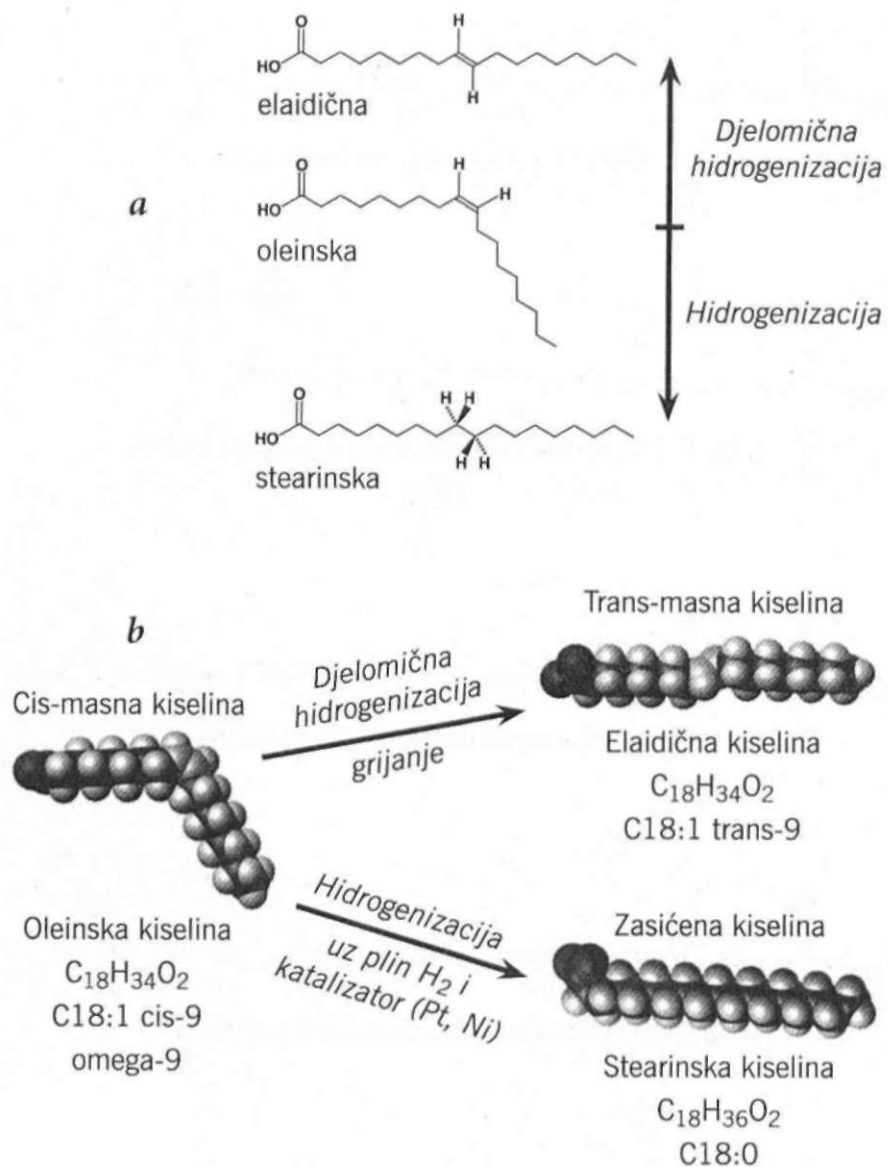 O
HO
H
H
elaidična
Djelomična
hidrogenizacija
a
O
HO
H
H
oleinska
Hidrogenizacija
O
HO
H H
H H
stearinska
b
Cis-masna kiselina
Oleinska kiselina
C₁₈H₃₄O₂
C18:1 cis-9
omega-9
Djelomična
hidrogenizacija
grijanje
Trans-masna kiselina
Elaidična kiselina
C₁₈H₃₄O₂
C18:1 trans-9
Hidrogenizacija
uz plin H₂ i
katalizator (Pt, Ni)
Zasićena kiselina
Stearinska kiselina
C₁₈H₃₆O₂
C18:0